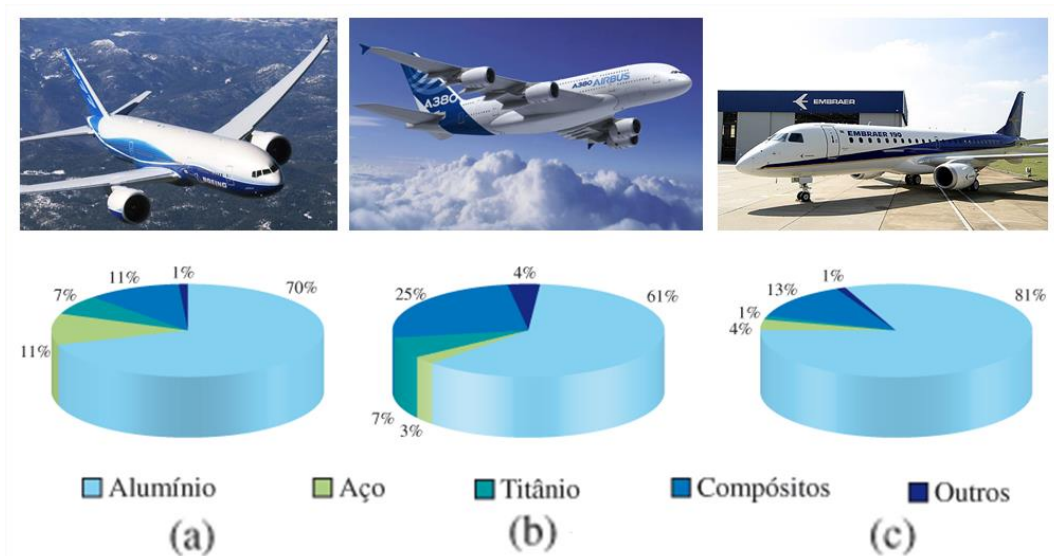 BOEING
A380
A380 AIRBUS
EMBRAER
EMBRAER 190
11%
1%
7%
70%
11%
4%
25%
61%
7%
3%
1%
13%
81%
1%
4%
Alumínio
Aço
Titânio
Compósitos
Outros
(a)
(b)
(c)